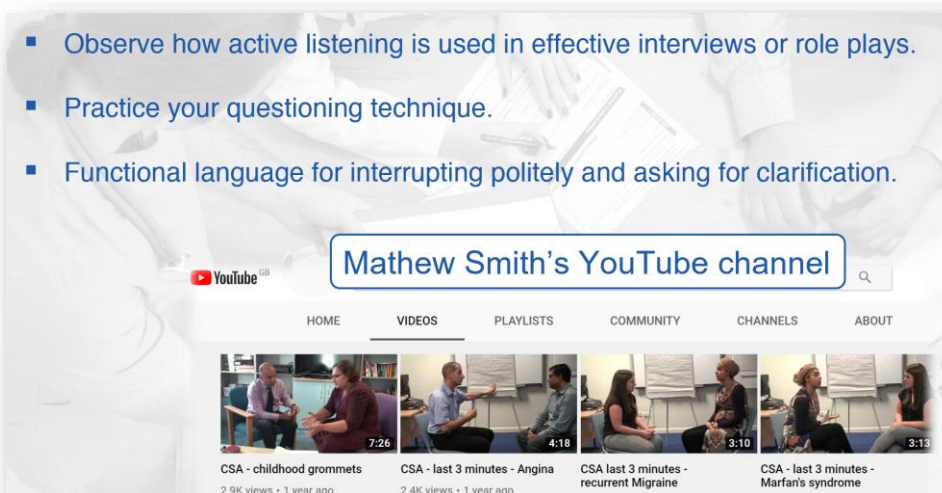 Observe how active listening is used in effective interviews or role plays.
Practice your questioning technique.
Functional language for interrupting politely and asking for clarification.
Mathew Smith's YouTube channel
YouTube GB
HOME VIDEOS PLAYLISTS COMMUNITY CHANNELS ABOUT
7:26 4:18 3:10 3:13
CSA - childhood grommets
2.9K views • 1 year ago
CSA - last 3 minutes - Angina
2.4K views • 1 year ago
CSA last 3 minutes -
recurrent Migraine
CSA - last 3 minutes -
Marfan's syndrome